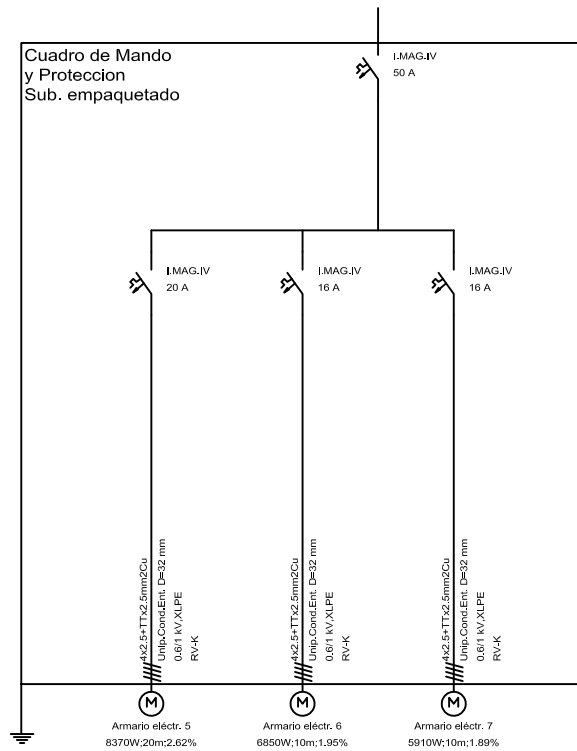 Cuadro de Mando
y Proteccion
Sub. empaquetado
I.MAG.IV
50 A
I.MAG.IV
20 A
I.MAG.IV
16 A
I.MAG.IV
16 A
4x2.5+TTx2.5mm2Cu
Unip.Cond.Ent. D=32 mm
0.6/1 kV,XLPE
RV-K
4x2.5+TTx2.5mm2Cu
Unip.Cond.Ent. D=32 mm
0.6/1 kV,XLPE
RV-K
4x2.5+TTx2.5mm2Cu
Unip.Cond.Ent. D=32 mm
0.6/1 kV,XLPE
RV-K
M
M
M
Armario eléctr. 5
8370W;20m;2.62%
Armario eléctr. 6
6850W;10m;1.95%
Armario eléctr. 7
5910W;10m;1.89%